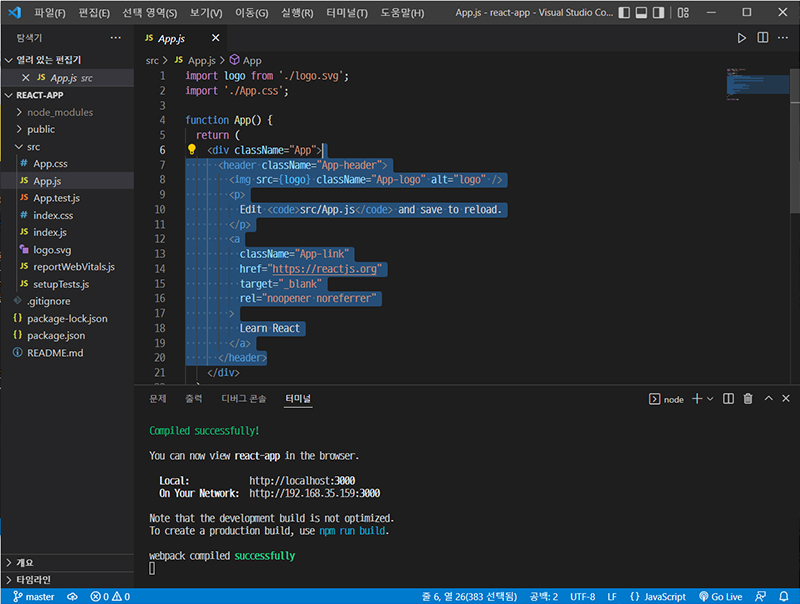 파일(F) 편집(E) 선택 영역(S) 보기(V) 이동(G) 실행(R) 터미널(T) 도움말(H) App.js - react-app - Visual Studio Co...
탐색기
열려 있는 편집기
App.js src
REACT-APP
node_modules
public
src
App.css
App.js
App.test.js
index.css
index.js
logo.svg
reportWebVitals.js
setupTests.js
.gitignore
package-lock.json
package.json
README.md
개요
타임라인
JS App.js
src > JS App.js > App
1 import logo from './logo.svg';
2 import './App.css';
3
4 function App() {
5 return (
6 <div className="App">
7 <header className="App-header">
8 <img src={logo} className="App-logo" alt="logo" />
9 <p>
10 Edit <code>src/App.js</code> and save to reload.
11 </p>
12 <a
13 className="App-link"
14 href="https://reactjs.org"
15 target="_blank"
16 rel="noopener noreferrer"
17 >
18 Learn React
19 </a>
20 </header>
21 </div>
문제 출력 디버그 콘솔 터미널 node
Compiled successfully!
You can now view react-app in the browser.
Local: http://localhost:3000
On Your Network: http://192.168.35.159:3000
Note that the development build is not optimized.
To create a production build, use npm run build.
webpack compiled successfully
master 0 0 줄 6, 열 26(383 선택됨) 공백: 2 UTF-8 LF {} JavaScript Go Live